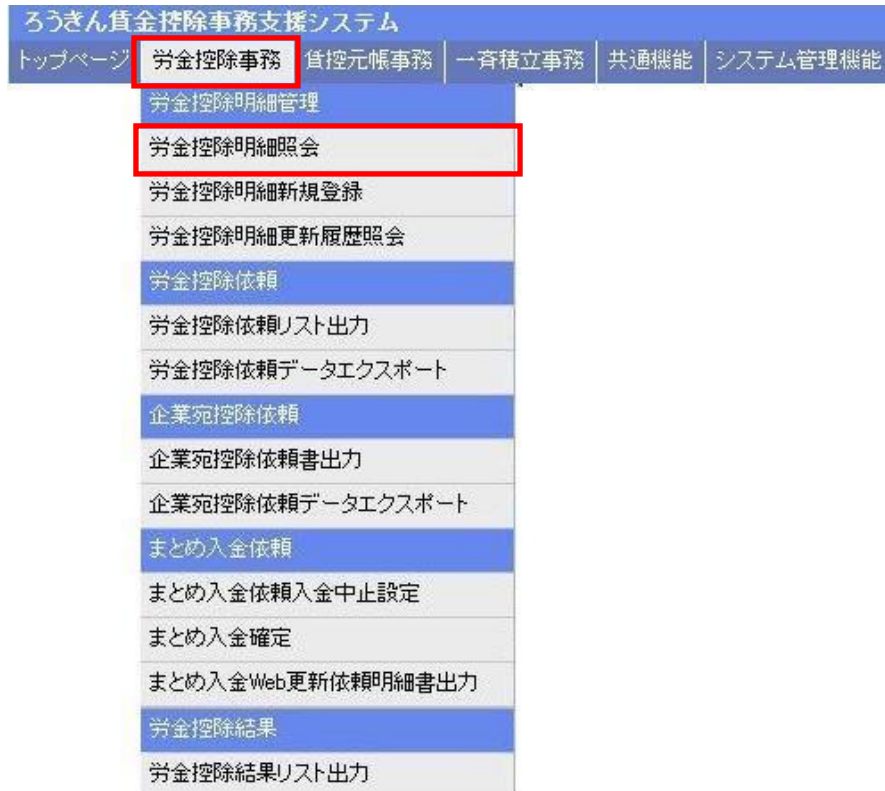 ろうきん賃金控除事務支援システム
トップページ 労金控除事務 賃控元帳事務 一斉積立事務 共通機能 システム管理機能
労金控除明細管理
労金控除明細照会
労金控除明細新規登録
労金控除明細更新履歴照会
労金控除依頼
労金控除依頼リスト出力
労金控除依頼データエクスポート
企業宛控除依頼
企業宛控除依頼書出力
企業宛控除依頼データエクスポート
まとめ入金依頼
まとめ入金依頼入金中止設定
まとめ入金確定
まとめ入金Web更新依頼明細書出力
労金控除結果
労金控除結果リスト出力